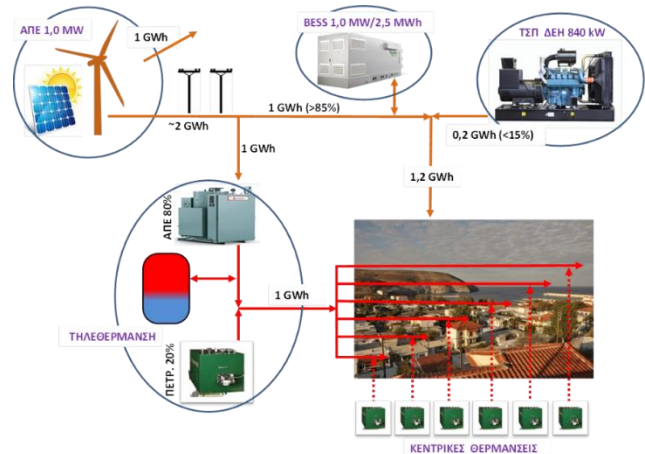 ΑΠΕ 1,0 MW
1 GWh
BESS 1,0 MW/2,5 MWh
ΤΣΠ ΔΕΗ 840 kW
1 GWh (>85%)
~2 GWh
0,2 GWh (<15%)
1 GWh
1,2 GWh
ΑΠΕ 80%
1 GWh
ΤΗΛΕΘΕΡΜΑΝΣΗ
ΠΕΤΡ. 20%
ΚΕΝΤΡΙΚΕΣ ΘΕΡΜΑΝΣΕΙΣ